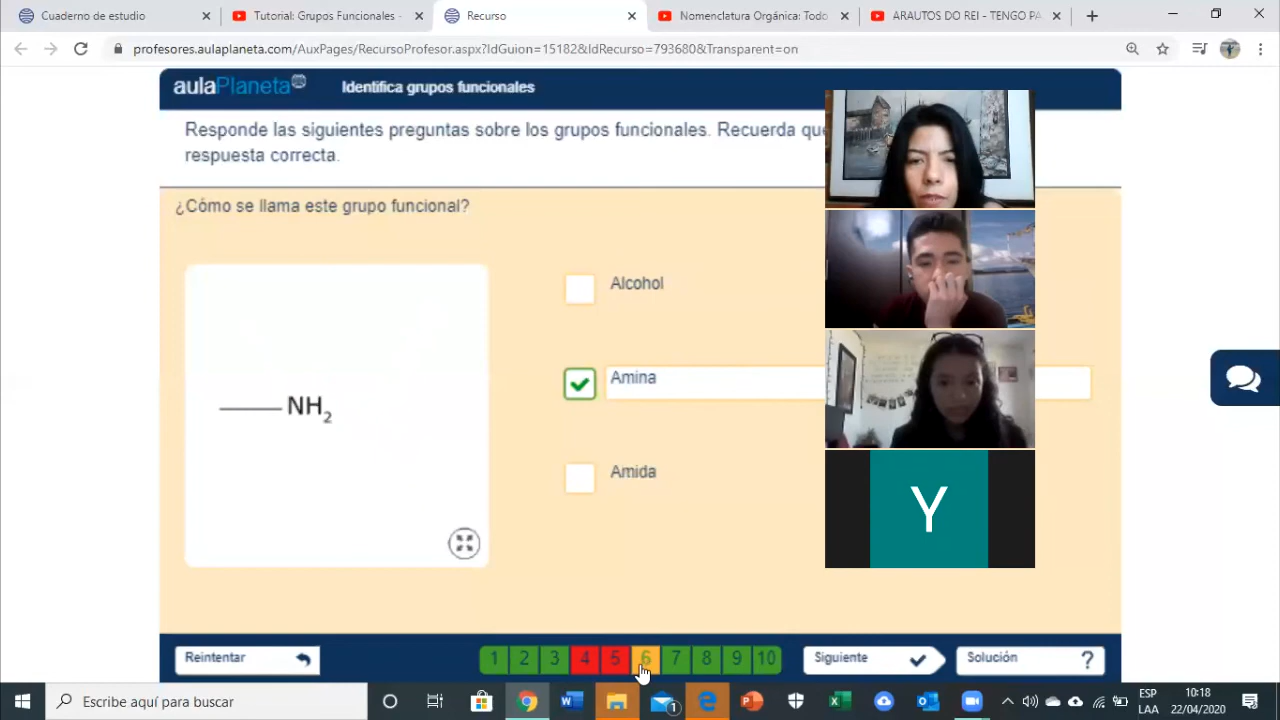 Cuaderno de estudio
Tutorial: Grupos Funcionales -
Recurso
Nomenclatura Orgánica: Todo
ARAUTOS DO REI - TENGO PA
profesores.aulaplaneta.com/AuxPages/RecursoProfesor.aspx?IdGuion=15182&IdRecurso=793680&Transparent=on
aulaPlaneta
Identifica grupos funcionales
Responde las siguientes preguntas sobre los grupos funcionales. Recuerda que
respuesta correcta.
¿Cómo se llama este grupo funcional?
Alcohol
Amina
NH2
Amida
Y
Reintentar
1 2 3 4 5 6 7 8 9 10
Siguiente
Solución ?
Escribe aquí para buscar
1
ESP
LAA
10:18
22/04/2020